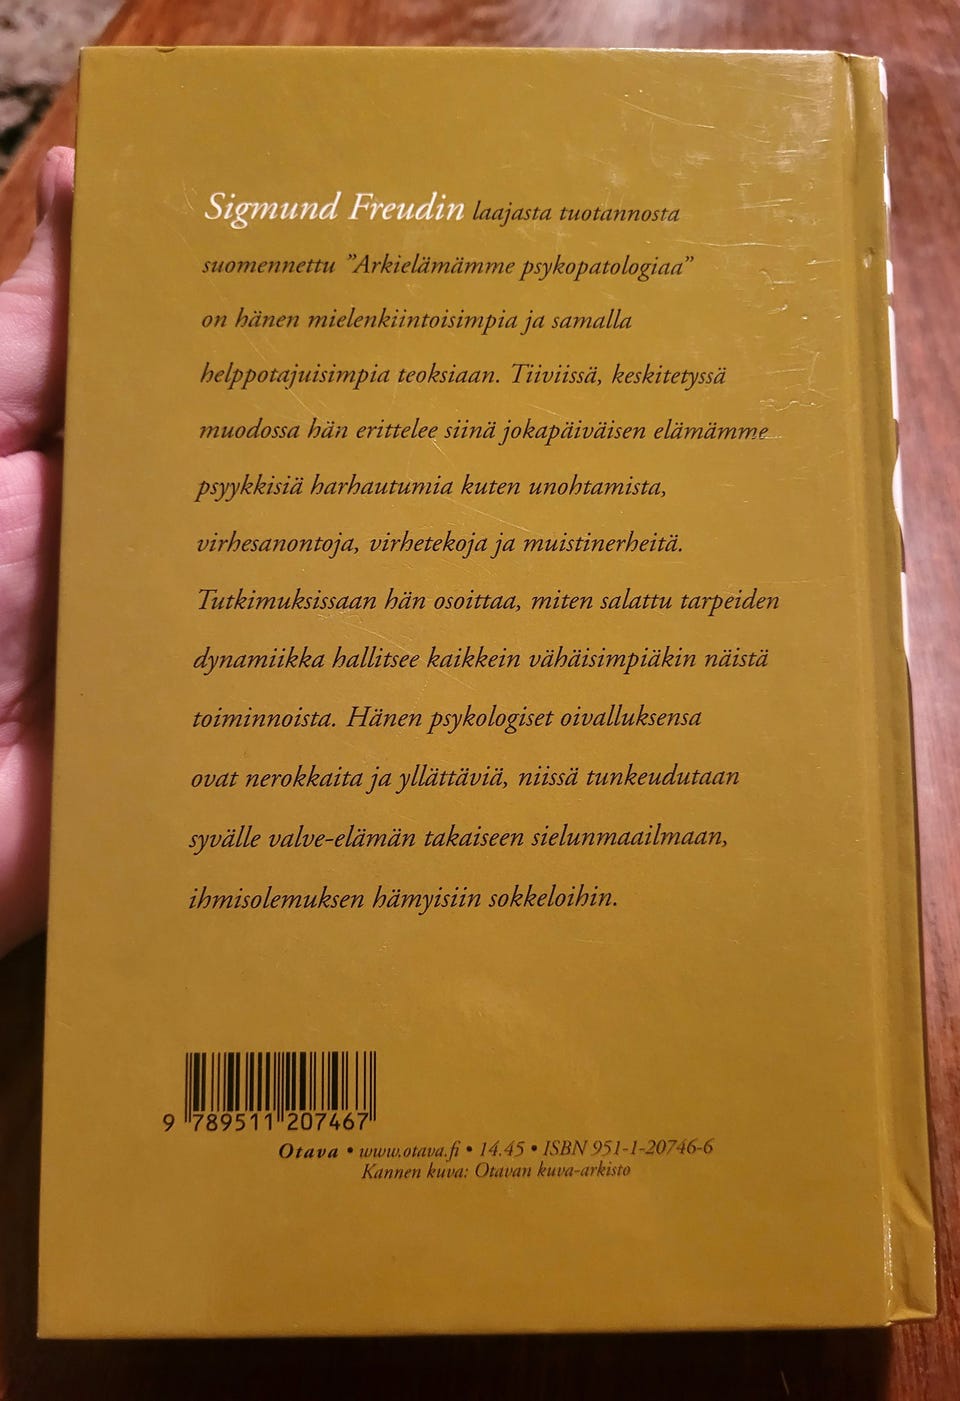 Sigmund Freudin laajasta tuotannosta
suomennettu ”Arkielämämme psykopatologiaa”
on hänen mielenkiintoisimpia ja samalla
helppotajuisimpia teoksiaan. Tiiviissä, keskitetyssä
muodossa hän erittelee siinä jokapäiväisen elämämme
psyykkisiä harhautumia kuten unohtamista,
virhesanontoja, virhetekoja ja muistinerheitä.
Tutkimuksissaan hän osoittaa, miten salattu tarpeiden
dynamiikka hallitsee kaikkein vähäisimpiäkin näistä
toiminnoista. Hänen psykologiset oivalluksensa
ovat nerokkaita ja yllättäviä, niissä tunkeudutaan
syvälle valve-elämän takaiseen sielunmaailmaan,
ihmisolemuksen hämyisiin sokkeloihin.
9 789511 207467
Otava • www.otava.fi • 14.45 • ISBN 951-1-20746-6
Kannen kuva: Otavan kuva-arkisto